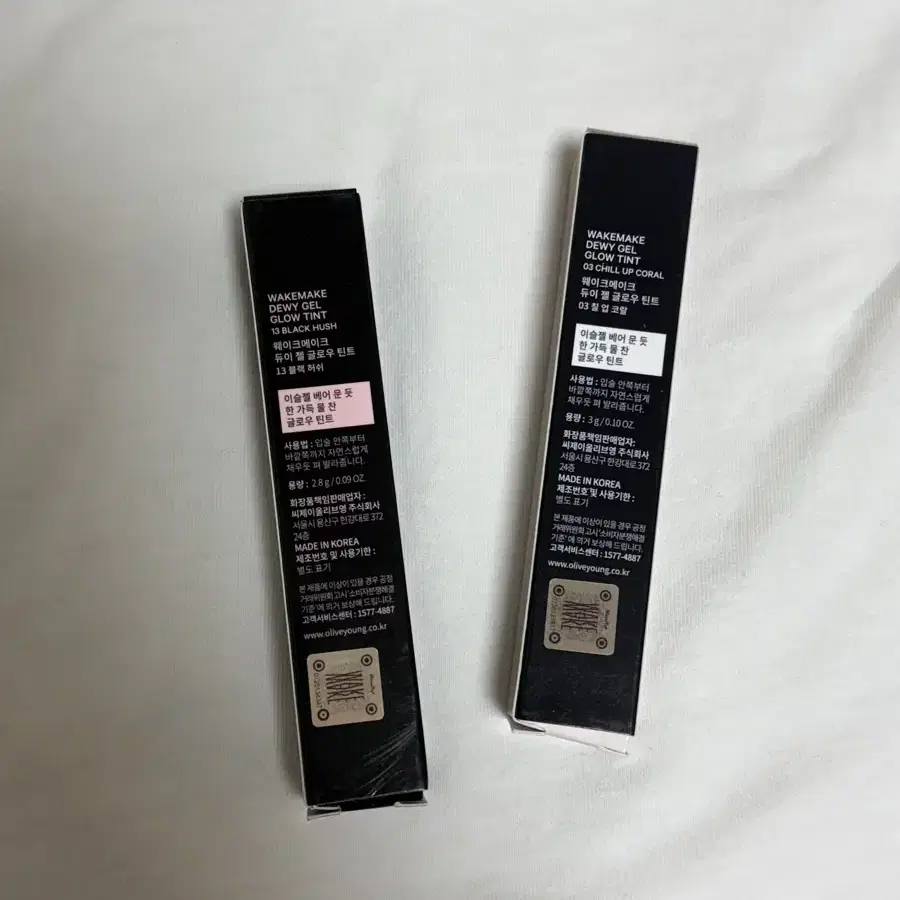 WAKEMAKE
DEWY GEL
GLOW TINT
13 BLACK HUSH
웨이크메이크
듀이 젤 글로우 틴트
13 블랙 허쉬
이슬젤 베어 문 듯
한 가득 물 찬
글로우 틴트
사용법 : 입술 안쪽부터
바깥쪽까지 자연스럽게
채우듯 펴 발라줍니다.
용량 : 2.8 g / 0.09 OZ.
화장품책임판매업자 :
씨제이올리브영 주식회사
서울시 용산구 한강대로 372
24층
MADE IN KOREA
제조번호 및 사용기한 :
별도 표기
본 제품에 이상이 있을 경우 공정
거래위원회 고시 '소비자분쟁해결
기준' 에 의거 보상해 드립니다.
고객서비스센터 : 1577-4887
www.oliveyoung.co.kr
WAKE
MAKE
WAKEMAKE
DEWY GEL
GLOW TINT
03 CHILL UP CORAL
웨이크메이크
듀이 젤 글로우 틴트
03 칠 업 코랄
이슬젤 베어 문 듯
한 가득 물 찬
글로우 틴트
사용법 : 입술 안쪽부터
바깥쪽까지 자연스럽게
채우듯 펴 발라줍니다.
용량 : 3 g / 0.10 OZ.
화장품책임판매업자 :
씨제이올리브영 주식회사
서울시 용산구 한강대로 372
24층
MADE IN KOREA
제조번호 및 사용기한 :
별도 표기
본 제품에 이상이 있을 경우 공정
거래위원회 고시 '소비자분쟁해결
기준' 에 의거 보상해 드립니다.
고객서비스센터 : 1577-4887
www.oliveyoung.co.kr
WAKE
MAKE